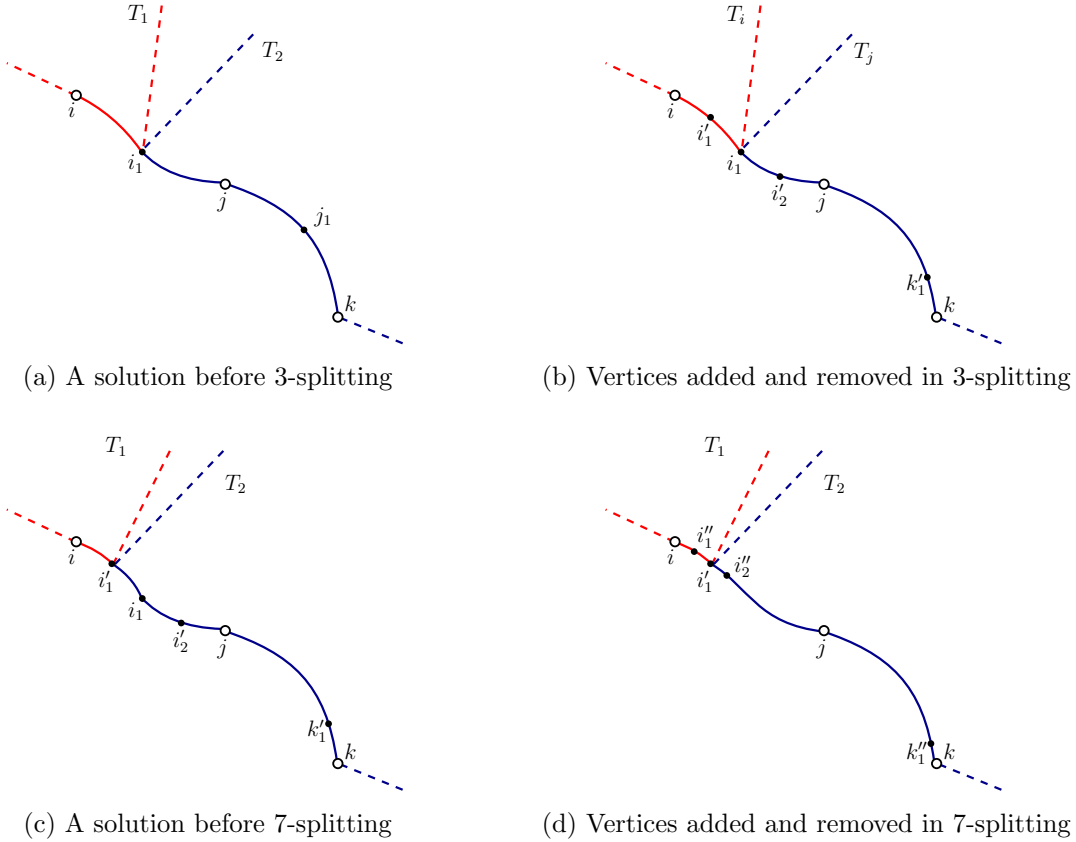 T₁
T₂
i
i₁
j
j₁
k
(a) A solution before 3-splitting
Tᵢ
Tⱼ
i
i′₁
i₁
i′₂
j
k′₁
k
(b) Vertices added and removed in 3-splitting
T₁
T₂
i
i′₁
i₁
i′₂
j
k′₁
k
(c) A solution before 7-splitting
T₁
T₂
i
i″₁
i′₁
i″₂
j
k″₁
k
(d) Vertices added and removed in 7-splitting